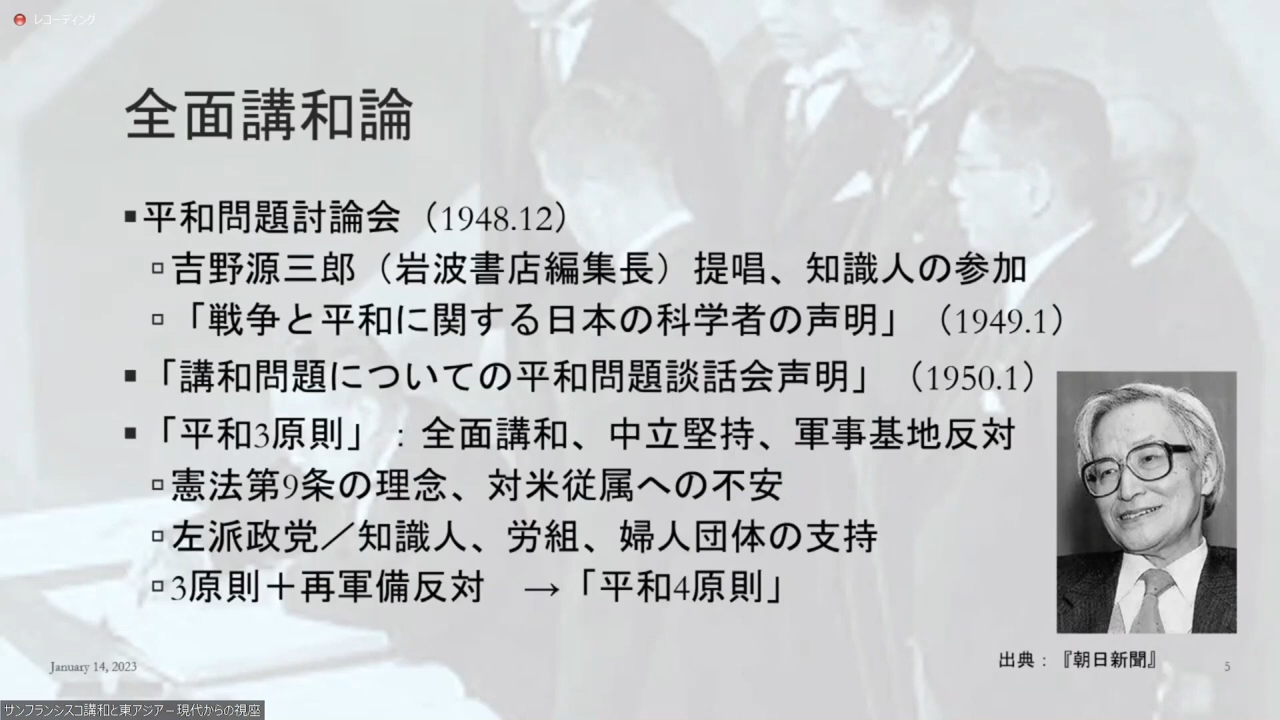 レコーディング
全面講和論
▪平和問題討論会（1948.12）
▫吉野源三郎（岩波書店編集長）提唱、知識人の参加
▫「戦争と平和に関する日本の科学者の声明」（1949.1）
▪「講和問題についての平和問題談話会声明」（1950.1）
▪「平和3原則」：全面講和、中立堅持、軍事基地反対
▫憲法第9条の理念、対米従属への不安
▫左派政党／知識人、労組、婦人団体の支持
▫3原則＋再軍備反対　→「平和4原則」
出典：『朝日新聞』
January 14, 2023
5
サンフランシスコ講和と東アジア－現代からの視座